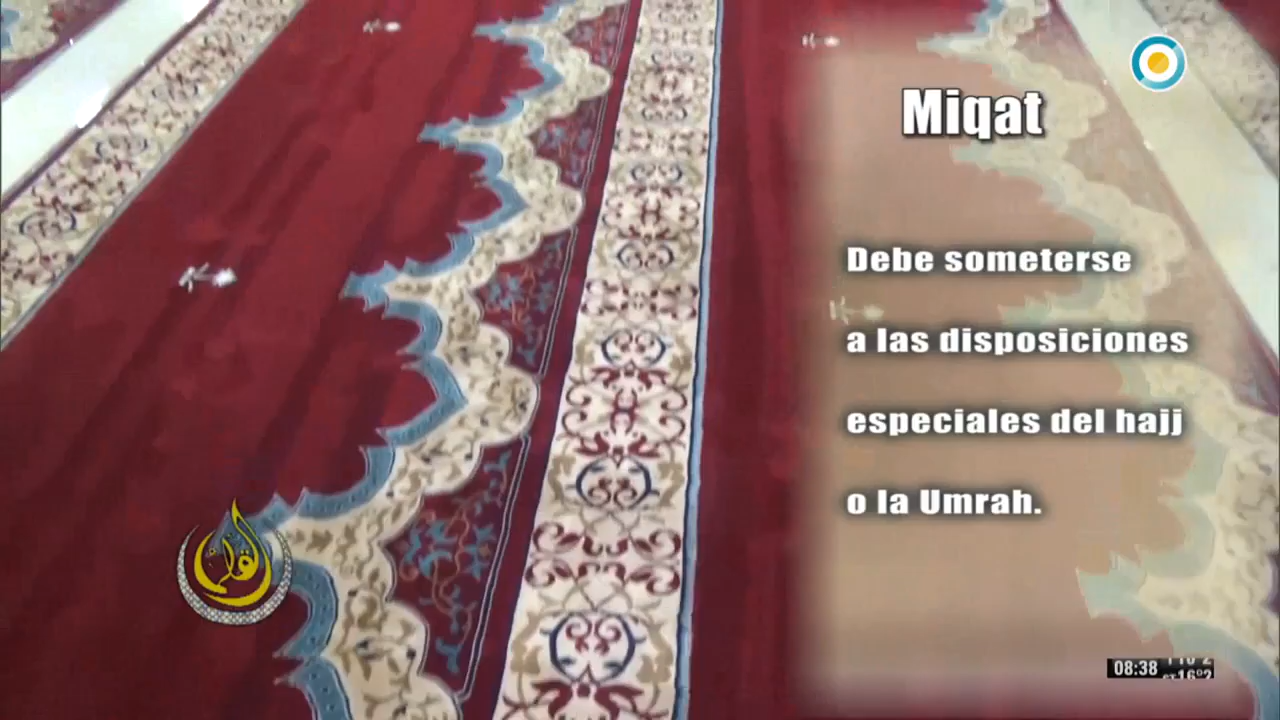 Miqat
Debe someterse
a las disposiciones
especiales del hajj
o la Umrah.
08:38